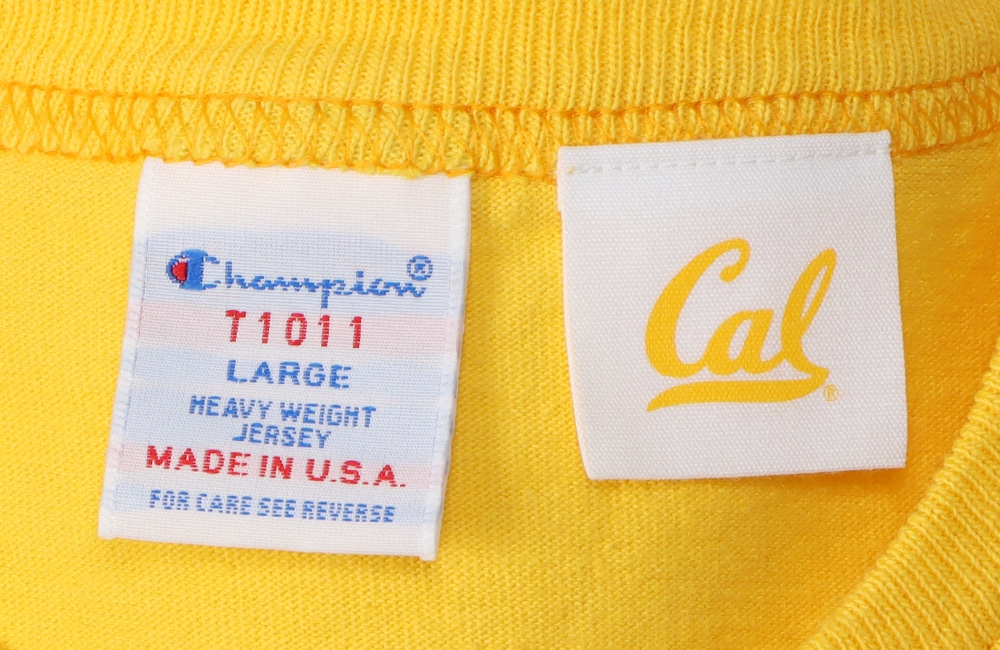 Champion®
T1011
LARGE
HEAVY WEIGHT
JERSEY
MADE IN U.S.A.
FOR CARE SEE REVERSE
Cal®